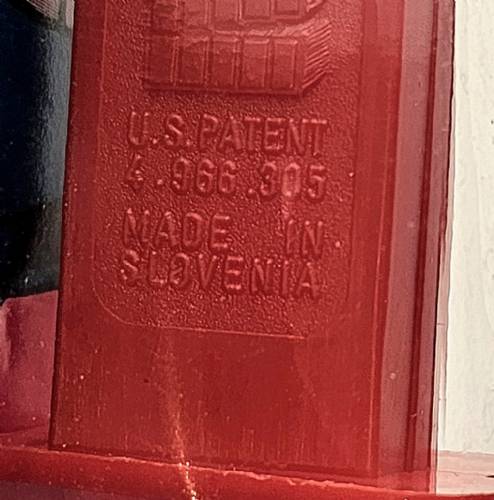 U.S.PATENT
4.966.305
MADE IN
SLOVENIA